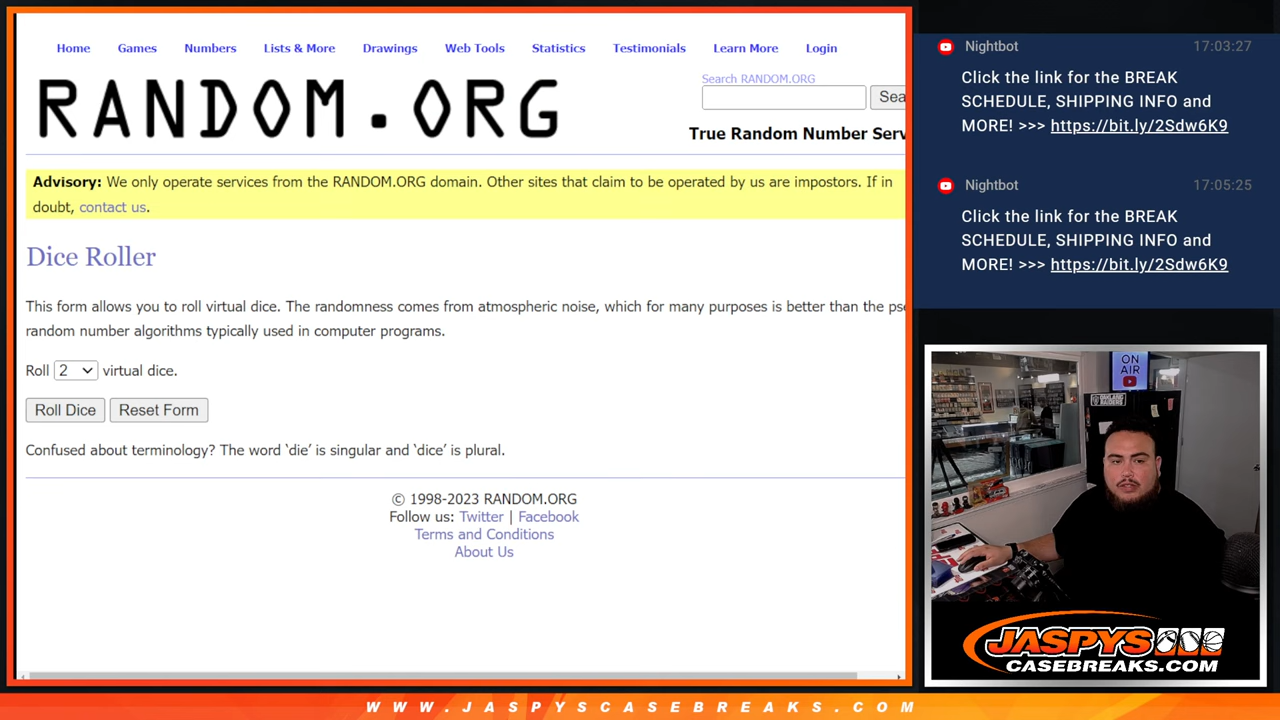 Home Games Numbers Lists & More Drawings Web Tools Statistics Testimonials Learn More Login
RANDOM.ORG
Search RANDOM.ORG
Sea
True Random Number Serv
Advisory: We only operate services from the RANDOM.ORG domain. Other sites that claim to be operated by us are impostors. If in
doubt, contact us.
Dice Roller
This form allows you to roll virtual dice. The randomness comes from atmospheric noise, which for many purposes is better than the pse
random number algorithms typically used in computer programs.
Roll 2 virtual dice.
Roll Dice Reset Form
Confused about terminology? The word ‘die’ is singular and ‘dice’ is plural.
© 1998-2023 RANDOM.ORG
Follow us: Twitter | Facebook
Terms and Conditions
About Us
Nightbot 17:03:27
Click the link for the BREAK
SCHEDULE, SHIPPING INFO and
MORE! >>> https://bit.ly/2Sdw6K9
Nightbot 17:05:25
Click the link for the BREAK
SCHEDULE, SHIPPING INFO and
MORE! >>> https://bit.ly/2Sdw6K9
ON
AIR
OAKLAND
RAIDERS
JASPYS
CASEBREAKS.COM
WWW.JASPYSCASEBREAKS.COM